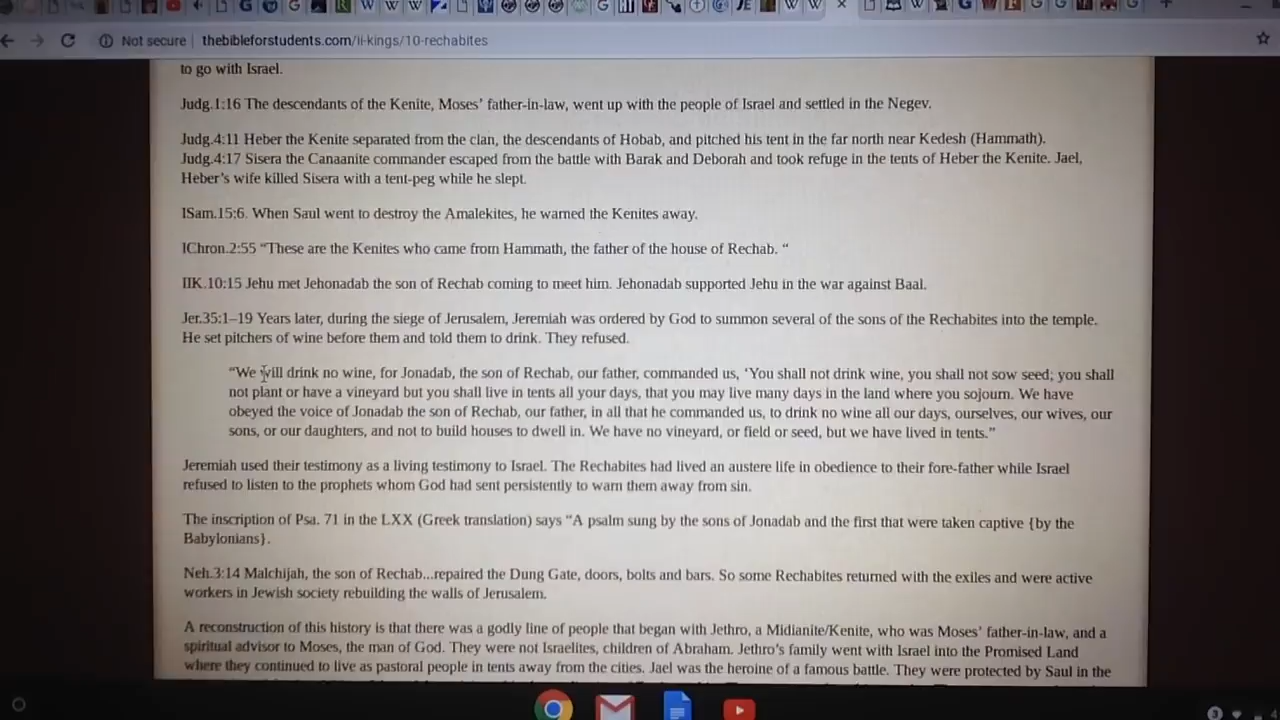 Not secure
thebibleforstudents.com/ii-kings/10-rechabites
to go with Israel.
Judg.1:16 The descendants of the Kenite, Moses’ father-in-law, went up with the people of Israel and settled in the Negev.
Judg.4:11 Heber the Kenite separated from the clan, the descendants of Hobab, and pitched his tent in the far north near Kedesh (Hammath).
Judg.4:17 Sisera the Canaanite commander escaped from the battle with Barak and Deborah and took refuge in the tents of Heber the Kenite. Jael,
Heber’s wife killed Sisera with a tent-peg while he slept.
ISam.15:6. When Saul went to destroy the Amalekites, he warned the Kenites away.
IChron.2:55 “These are the Kenites who came from Hammath, the father of the house of Rechab. “
IIK.10:15 Jehu met Jehonadab the son of Rechab coming to meet him. Jehonadab supported Jehu in the war against Baal.
Jer.35:1–19 Years later, during the siege of Jerusalem, Jeremiah was ordered by God to summon several of the sons of the Rechabites into the temple.
He set pitchers of wine before them and told them to drink. They refused.
“We will drink no wine, for Jonadab, the son of Rechab, our father, commanded us, ‘You shall not drink wine, you shall not sow seed; you shall
not plant or have a vineyard but you shall live in tents all your days, that you may live many days in the land where you sojourn. We have
obeyed the voice of Jonadab the son of Rechab, our father, in all that he commanded us, to drink no wine all our days, ourselves, our wives, our
sons, or our daughters, and not to build houses to dwell in. We have no vineyard, or field or seed, but we have lived in tents.”
Jeremiah used their testimony as a living testimony to Israel. The Rechabites had lived an austere life in obedience to their fore-father while Israel
refused to listen to the prophets whom God had sent persistently to warn them away from sin.
The inscription of Psa. 71 in the LXX (Greek translation) says “A psalm sung by the sons of Jonadab and the first that were taken captive {by the
Babylonians}.
Neh.3:14 Malchijah, the son of Rechab...repaired the Dung Gate, doors, bolts and bars. So some Rechabites returned with the exiles and were active
workers in Jewish society rebuilding the walls of Jerusalem.
A reconstruction of this history is that there was a godly line of people that began with Jethro, a Midianite/Kenite, who was Moses’ father-in-law, and a
spiritual advisor to Moses, the man of God. They were not Israelites, children of Abraham. Jethro’s family went with Israel into the Promised Land
where they continued to live as pastoral people in tents away from the cities. Jael was the heroine of a famous battle. They were protected by Saul in the